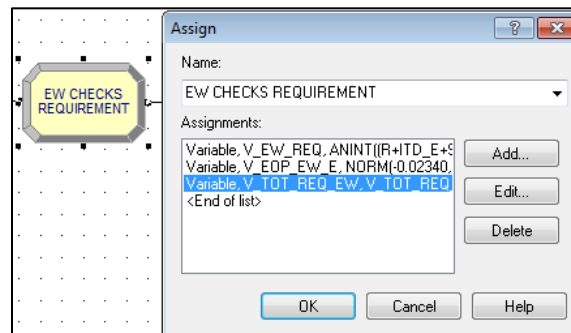 Assign
EW CHECKS
REQUIREMENT
Name:
EW CHECKS REQUIREMENT
Assignments:
Variable, V_EW_REQ, ANINT((R+ITD_E+S
Variable, V_EOP_EW_E, NORM(-0.02340,
Variable, V_TOT_REQ_EW, V_TOT_REQ
<End of list>
Add...
Edit...
Delete
OK
Cancel
Help